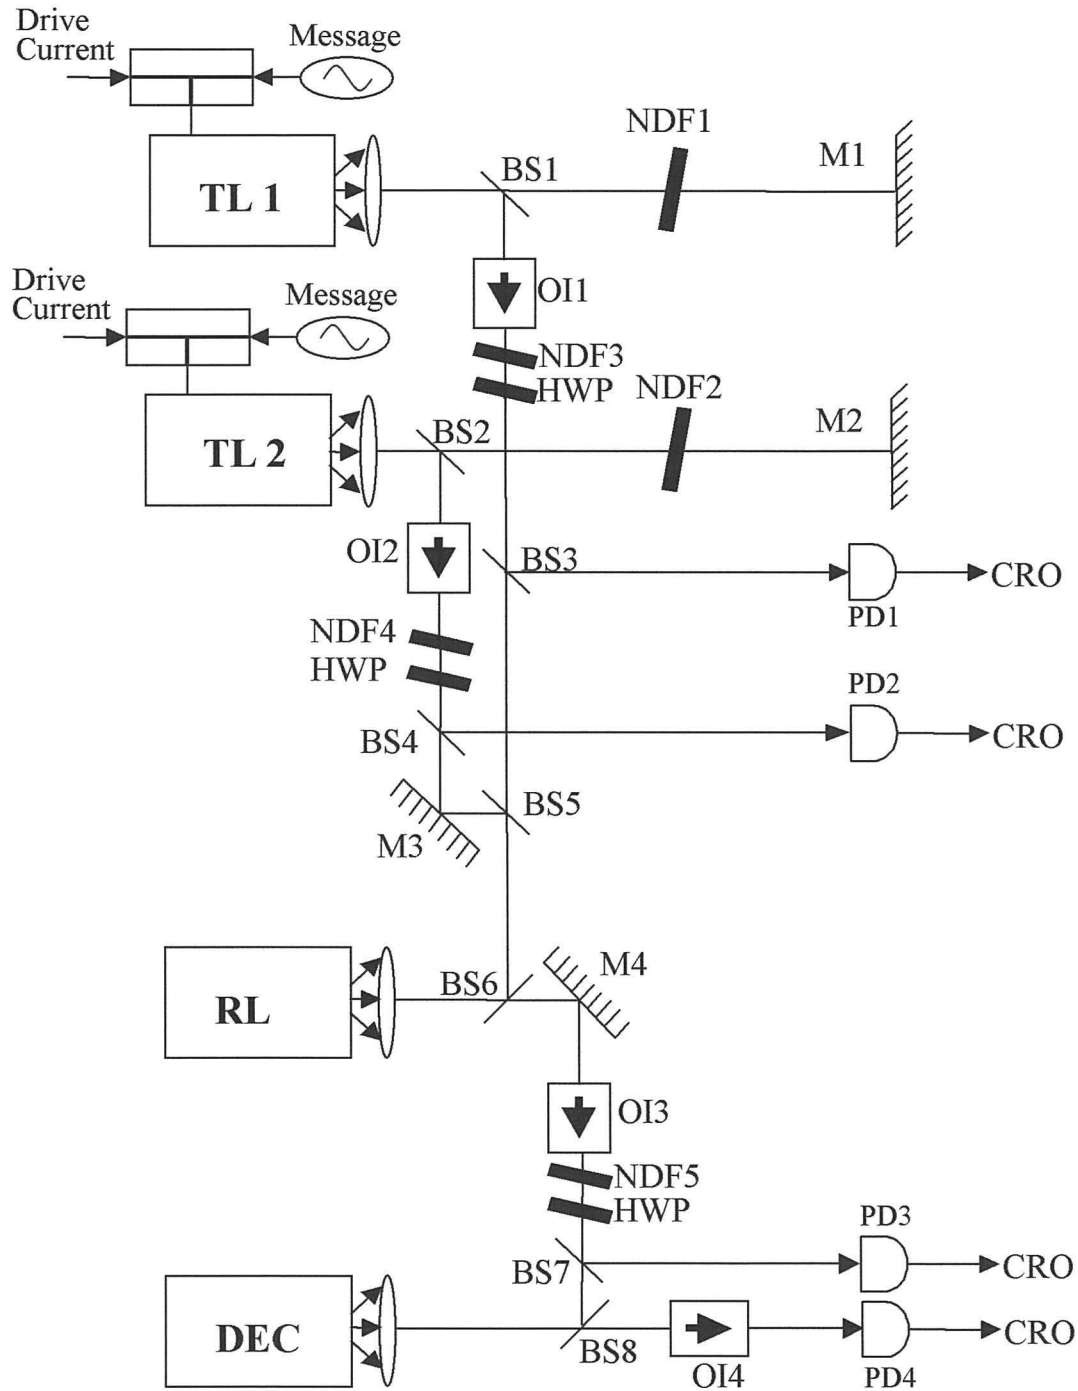 Drive
Current
Message
NDF1
M1
BS1
TL 1
OI1
Drive
Current
Message
NDF3
HWP
NDF2
M2
BS2
TL 2
OI2
BS3
CRO
PD1
NDF4
HWP
PD2
BS4
CRO
BS5
M3
M4
BS6
RL
OI3
NDF5
HWP
PD3
BS7
CRO
DEC
CRO
BS8
OI4
PD4